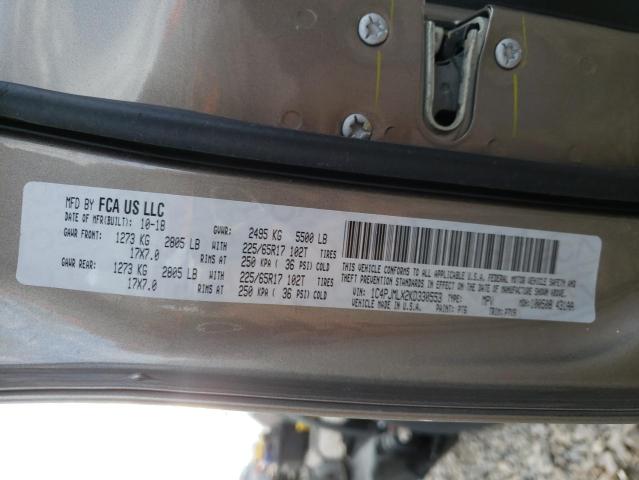 MFD BY FCA US LLC
DATE OF MFR(BUILT): 10-18 GVWR: 2495 KG 5500 LB
GAWR FRONT: 1273 KG 2805 LB WITH 225/65R17 102T TIRES
17X7.0 RIMS AT 250 KPA ( 36 PSI) COLD
GAWR REAR: 1273 KG 2805 LB WITH 225/65R17 102T TIRES
17X7.0 RIMS AT 250 KPA ( 36 PSI) COLD
THIS VEHICLE CONFORMS TO ALL APPLICABLE U.S.A. FEDERAL MOTOR VEHICLE SAFETY AND
THEFT PREVENTION STANDARDS IN EFFECT ON THE DATE OF MANUFACTURE SHOWN ABOVE.
VIN: 1C4PJMLX2KD330553 TYPE: MPV
VEHICLE MADE IN U.S.A. PAINT: TRIM: